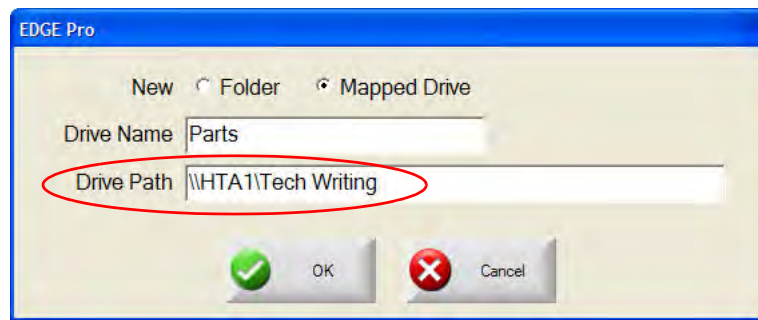 EDGE Pro
New Folder Mapped Drive
Drive Name Parts
Drive Path \\HTA1\Tech Writing
OK Cancel